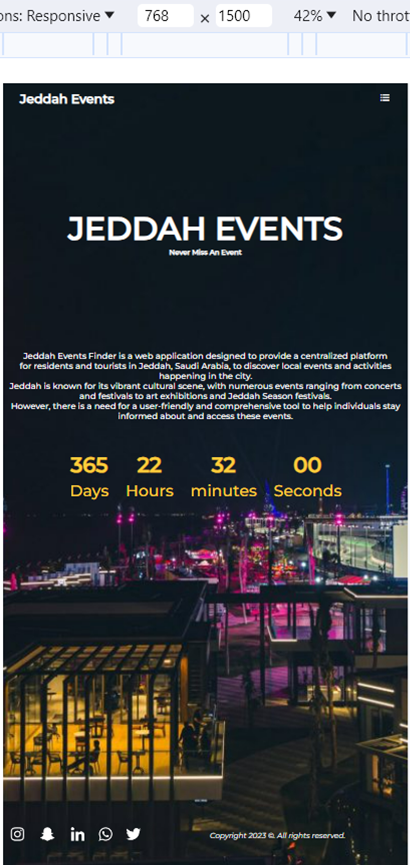 ons: Responsive ▼ 768 × 1500 42% ▼ No thrott
Jeddah Events
JEDDAH EVENTS
Never Miss An Event
Jeddah Events Finder is a web application designed to provide a centralized platform
for residents and tourists in Jeddah, Saudi Arabia, to discover local events and activities
happening in the city.
Jeddah is known for its vibrant cultural scene, with numerous events ranging from concerts
and festivals to art exhibitions and Jeddah Season festivals.
However, there is a need for a user-friendly and comprehensive tool to help individuals stay
informed about and access these events.
365 22 32 00
Days Hours minutes Seconds
Copyright 2023 ©. All rights reserved.